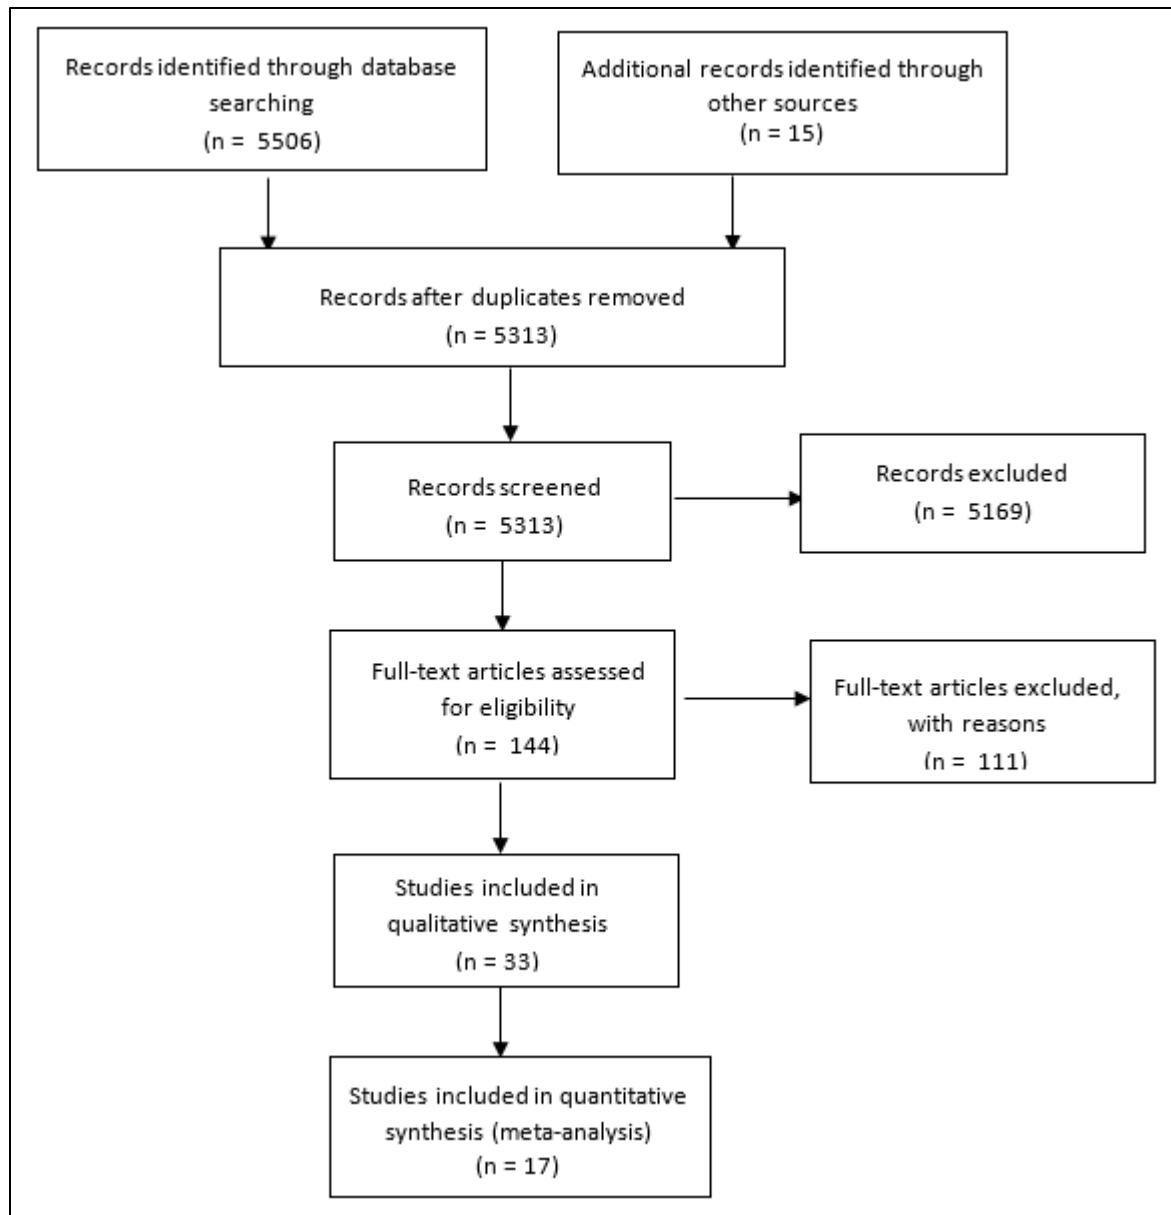 Records identified through database
searching
(n = 5506)
Additional records identified through
other sources
(n = 15)
Records after duplicates removed
(n = 5313)
Records screened
(n = 5313)
Records excluded
(n = 5169)
Full-text articles assessed
for eligibility
(n = 144)
Full-text articles excluded,
with reasons
(n = 111)
Studies included in
qualitative synthesis
(n = 33)
Studies included in quantitative
synthesis (meta-analysis)
(n = 17)